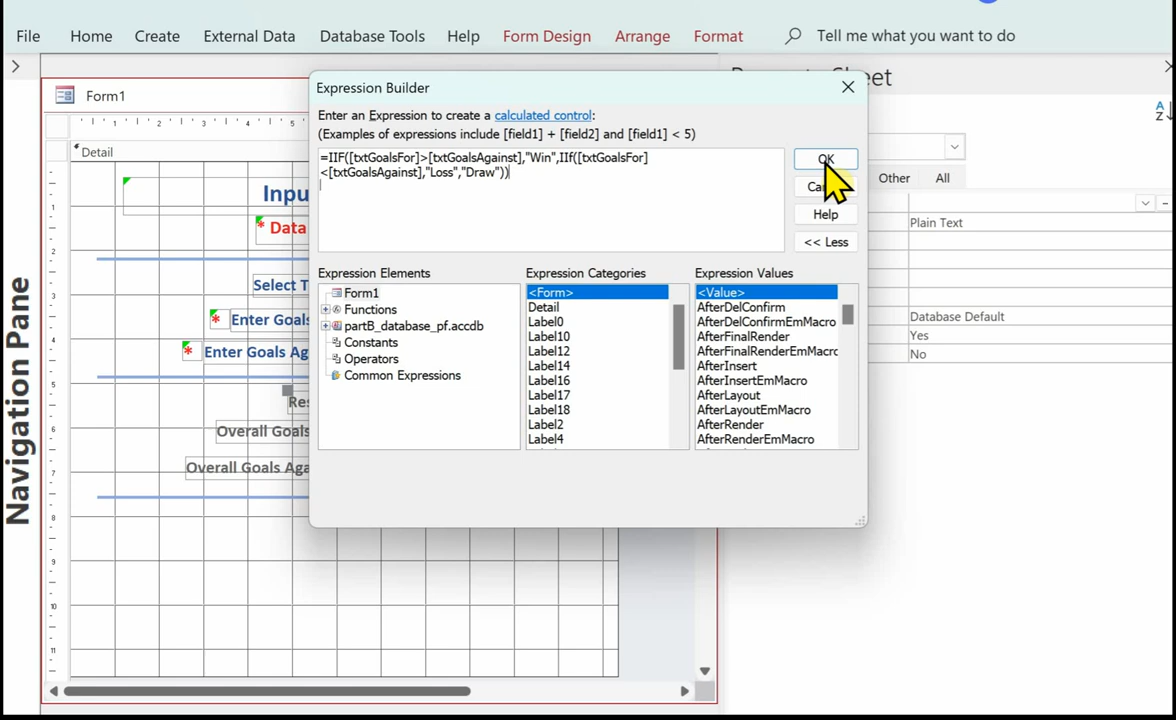 File Home Create External Data Database Tools Help Form Design Arrange Format Tell me what you want to do
Sheet
Form1
Expression Builder
Enter an Expression to create a calculated control:
(Examples of expressions include [field1] + [field2] and [field1] < 5)
=IIF([txtGoalsFor]>[txtGoalsAgainst],"Win",IIf([txtGoalsFor]
<[txtGoalsAgainst],"Loss","Draw"))
OK
Help
<< Less
Detail
Inpu
* Data
Select T
* Enter Goals
* Enter Goals Aga
Res
Overall Goals
Overall Goals Aga
Navigation Pane
Expression Elements
Form1
Functions
partB_database_pf.accdb
Constants
Operators
Common Expressions
Expression Categories
<Form>
Detail
Label0
Label10
Label12
Label14
Label16
Label17
Label18
Label2
Label4
Expression Values
<Value>
AfterDelConfirm
AfterDelConfirmEmMacro
AfterFinalRender
AfterFinalRenderEmMacro
AfterInsert
AfterInsertEmMacro
AfterLayout
AfterLayoutEmMacro
AfterRender
AfterRenderEmMacro
Other All
Plain Text
Database Default
Yes
No